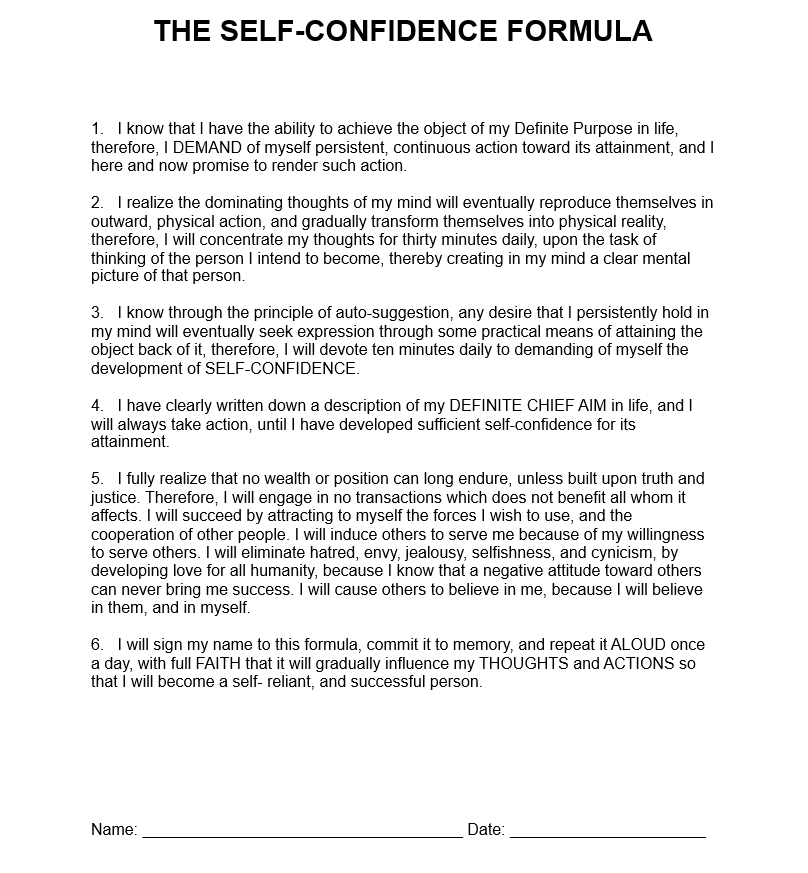 THE SELF-CONFIDENCE FORMULA
1. I know that I have the ability to achieve the object of my Definite Purpose in life,
therefore, I DEMAND of myself persistent, continuous action toward its attainment, and I
here and now promise to render such action.
2. I realize the dominating thoughts of my mind will eventually reproduce themselves in
outward, physical action, and gradually transform themselves into physical reality,
therefore, I will concentrate my thoughts for thirty minutes daily, upon the task of
thinking of the person I intend to become, thereby creating in my mind a clear mental
picture of that person.
3. I know through the principle of auto-suggestion, any desire that I persistently hold in
my mind will eventually seek expression through some practical means of attaining the
object back of it, therefore, I will devote ten minutes daily to demanding of myself the
development of SELF-CONFIDENCE.
4. I have clearly written down a description of my DEFINITE CHIEF AIM in life, and I
will always take action, until I have developed sufficient self-confidence for its
attainment.
5. I fully realize that no wealth or position can long endure, unless built upon truth and
justice. Therefore, I will engage in no transactions which does not benefit all whom it
affects. I will succeed by attracting to myself the forces I wish to use, and the
cooperation of other people. I will induce others to serve me because of my willingness
to serve others. I will eliminate hatred, envy, jealousy, selfishness, and cynicism, by
developing love for all humanity, because I know that a negative attitude toward others
can never bring me success. I will cause others to believe in me, because I will believe
in them, and in myself.
6. I will sign my name to this formula, commit it to memory, and repeat it ALOUD once
a day, with full FAITH that it will gradually influence my THOUGHTS and ACTIONS so
that I will become a self- reliant, and successful person.
Name: ____________________________________ Date: ______________________